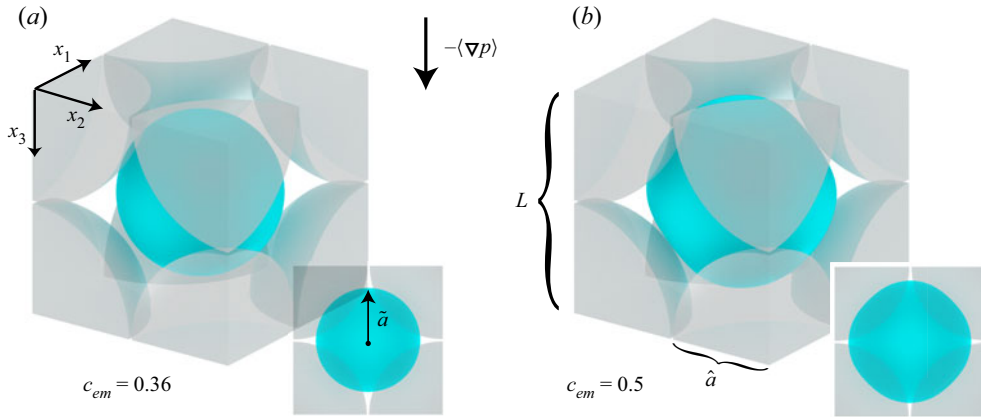 (a)
x₁
x₂
x₃
−⟨∇p⟩
ã
c_em = 0.36
(b)
L
â
c_em = 0.5